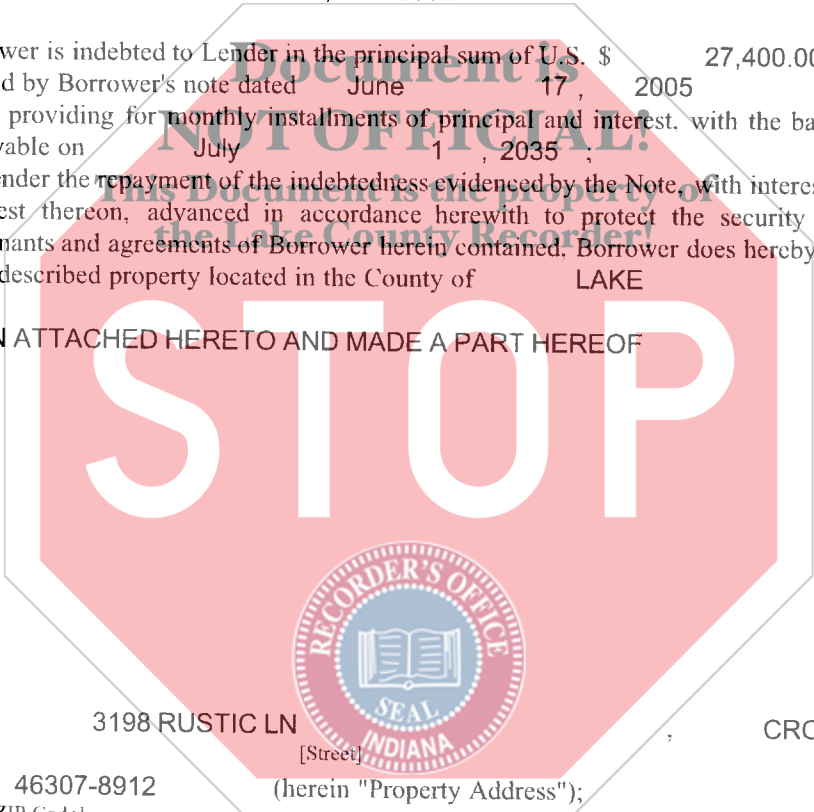 wer is indebted to Lender in the principal sum of U.S. $ 27,400.00
Document is
d by Borrower's note dated June 17 , 2005
providing for monthly installments of principal and interest, with the ba
NOT OFFICIAL!
yable on July 1 , 2035 ;
nder the repayment of the indebtedness evidenced by the Note, with interes
This Document is the property of
est thereon, advanced in accordance herewith to protect the security
the Lake County Recorder!
nants and agreements of Borrower herein contained. Borrower does hereby
described property located in the County of LAKE
N ATTACHED HERETO AND MADE A PART HEREOF
STOP
RECORDER'S OFFICE
SEAL
INDIANA
3198 RUSTIC LN , CRO
[Street]
46307-8912 (herein "Property Address");